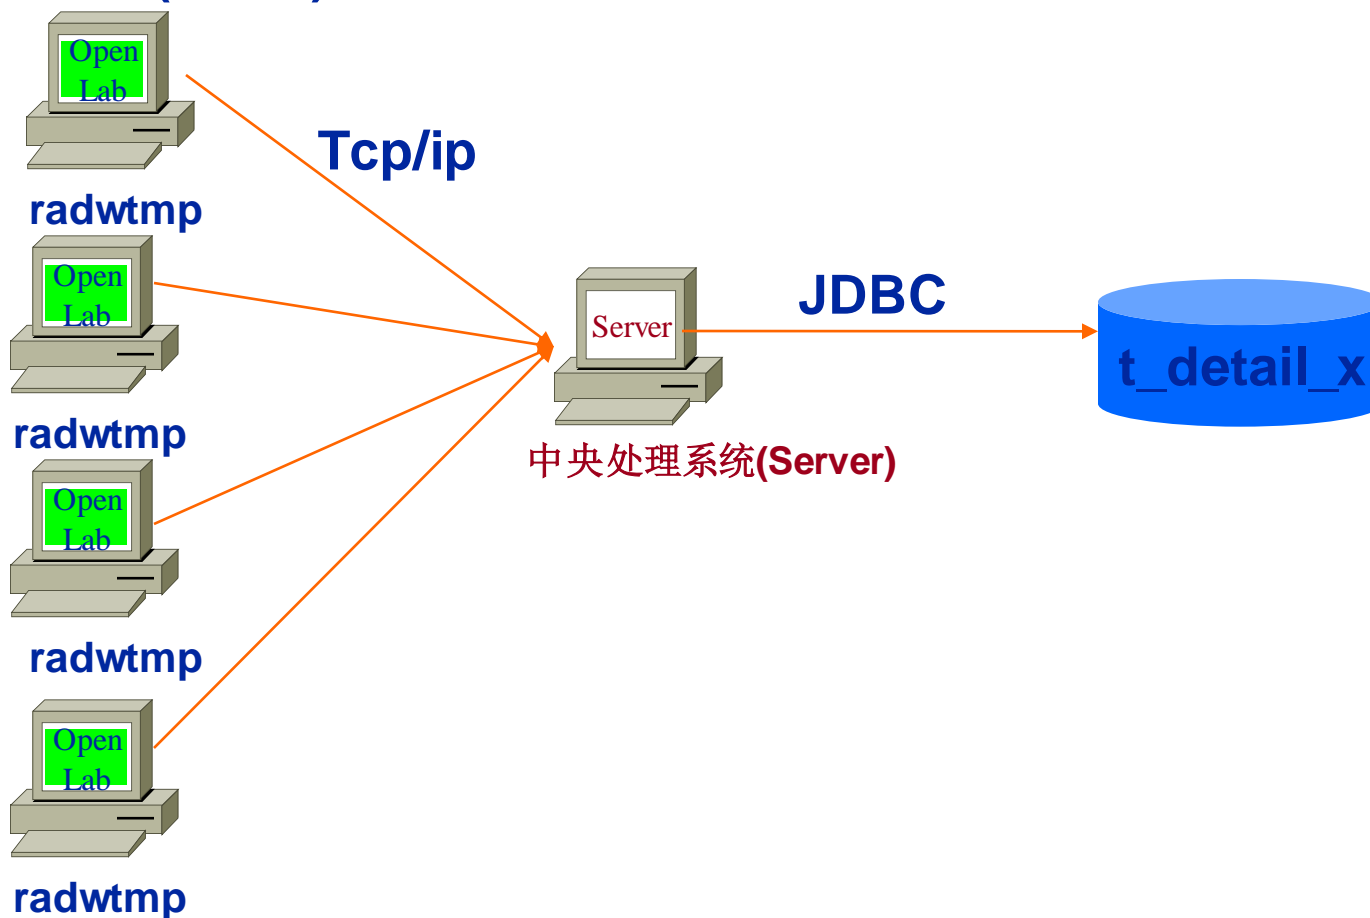 Open
Lab
Tcp/ip
radwtmp
Open
Lab
JDBC
Server
t_detail_x
radwtmp
中央处理系统(Server)
Open
Lab
radwtmp
Open
Lab
radwtmp